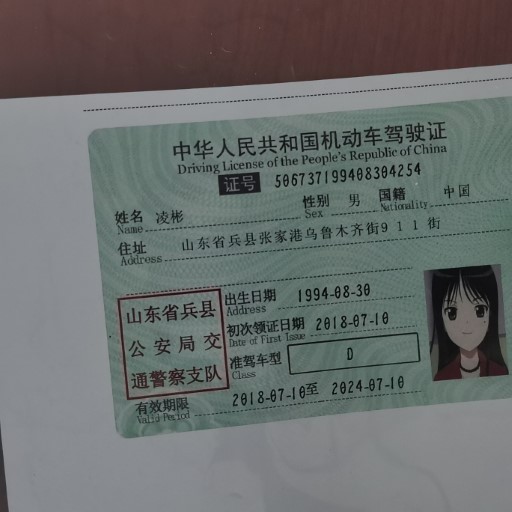 中华人民共和国机动车驾驶证
Driving License of the People's Republic of China
证号 506737199408304254
姓名 凌彬 性别 男 国籍 中国
Name Sex Nationality
住址 山东省兵县张家港乌鲁木齐街911街
Address
出生日期 1994-08-30
Address
山东省兵县
初次领证日期 2018-07-10
Date of First Issue
公安局交
准驾车型 D
Class
通警察支队
有效期限 2018-07-10至 2024-07-10
Valid Period